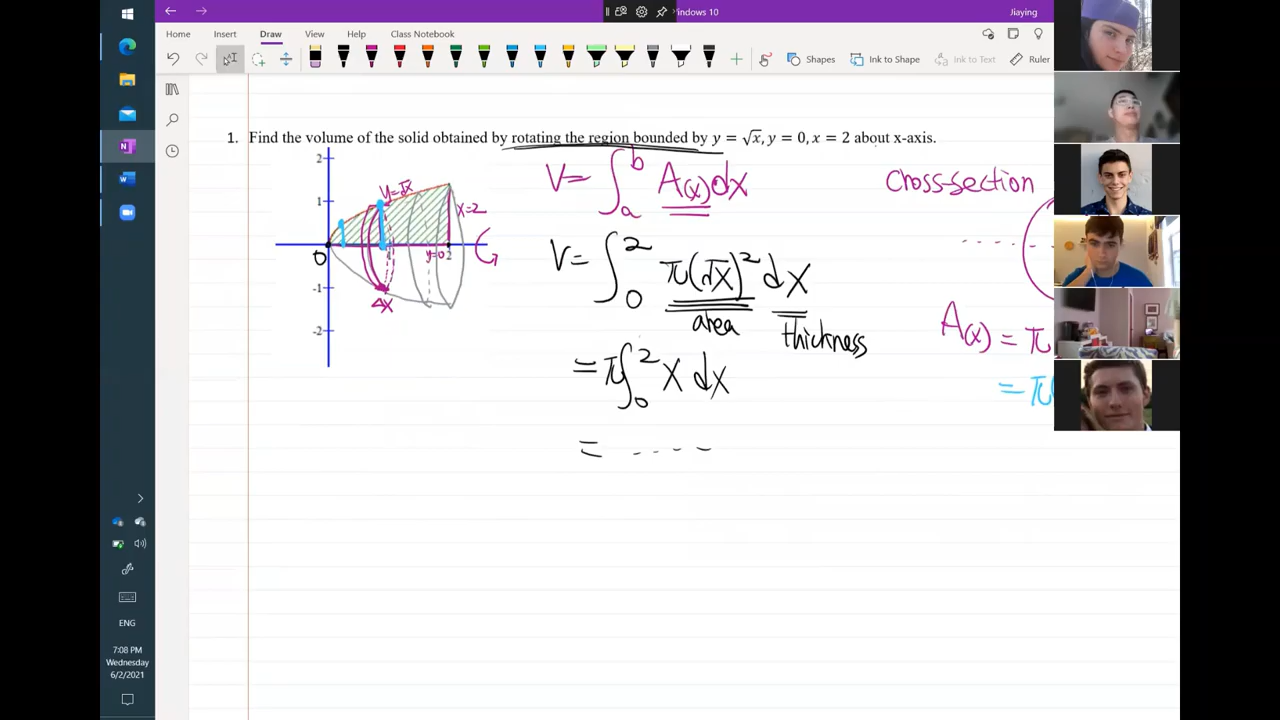 indows 10
Jiaying
Home Insert Draw View Help Class Notebook
Shapes Ink to Shape Ink to Text Ruler
1. Find the volume of the solid obtained by rotating the region bounded by y = √x, y = 0, x = 2 about x-axis.
2
1
-1
-2
0
y=√x
x=2
y=0
2
Δx
V= ∫ₐᵇ A(x)dx
V= ∫₀² π(√x)² dx
area
thickness
= π∫₀² x dx
= ....
Cross-section
A(x) = π
= π
ENG
7:08 PM
Wednesday
6/2/2021